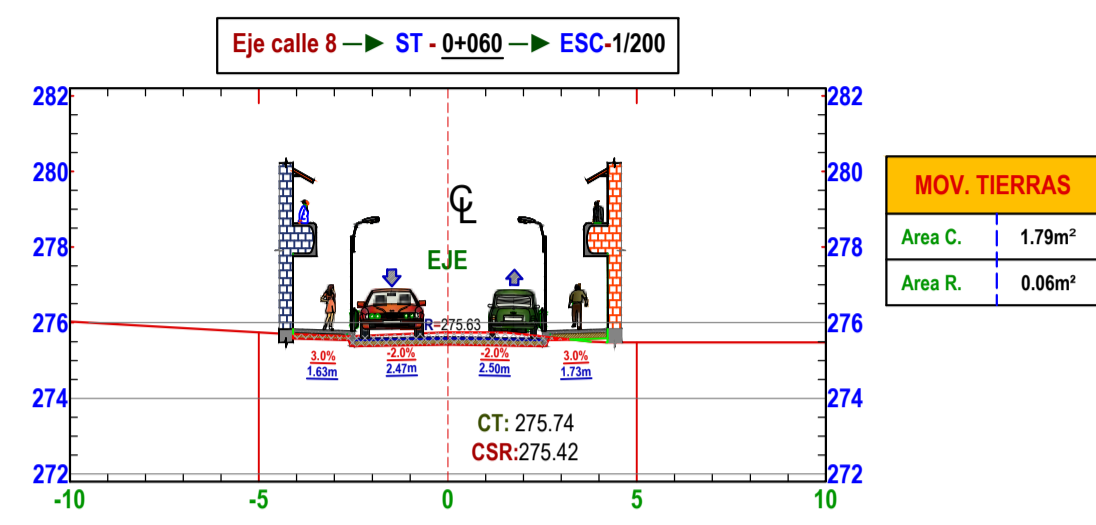 Eje calle 8 → ST - 0+060 → ESC-1/200
282 282
280 280
278 278
276 276
274 274
272 272
MOV. TIERRAS
Area C. 1.79m²
Area R. 0.06m²
CL
EJE
R=275.63
3.0% -2.0% -2.0% 3.0%
1.63m 2.47m 2.50m 1.73m
CT: 275.74
CSR:275.42
-10 -5 0 5 10